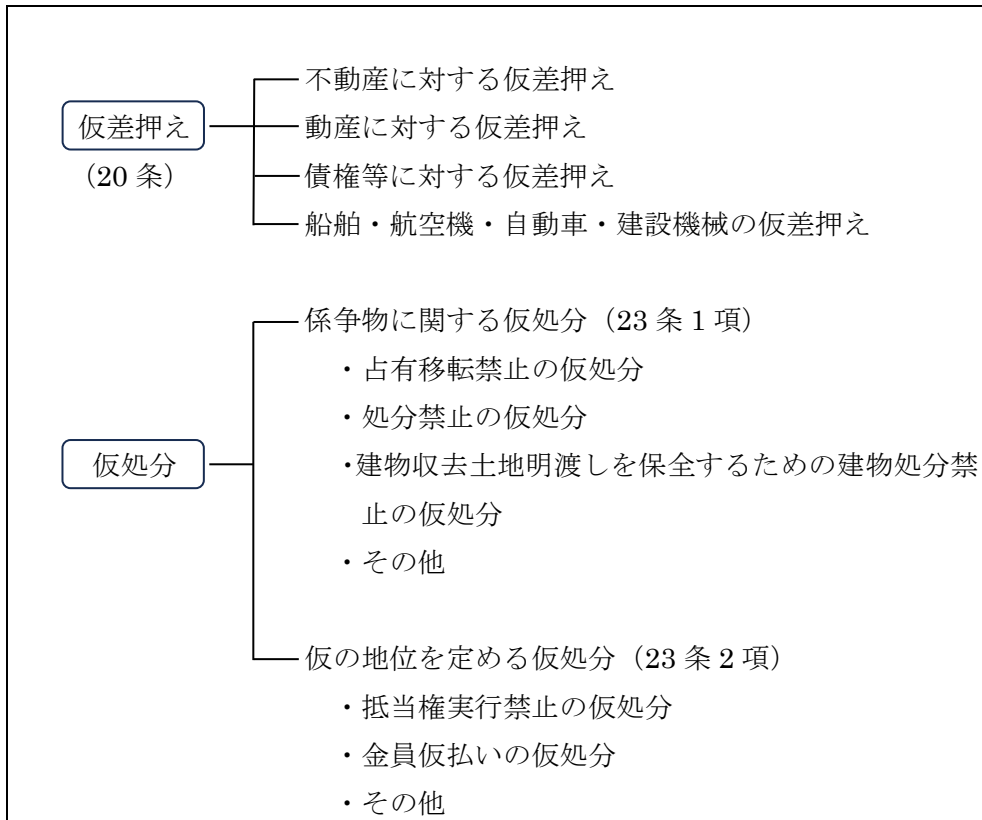 不動産に対する仮差押え
仮差押え
動産に対する仮差押え
（20 条）
債権等に対する仮差押え
船舶・航空機・自動車・建設機械の仮差押え
係争物に関する仮処分（23 条 1 項）
・占有移転禁止の仮処分
・処分禁止の仮処分
仮処分
・建物収去土地明渡しを保全するための建物処分禁
止の仮処分
・その他
仮の地位を定める仮処分（23 条 2 項）
・抵当権実行禁止の仮処分
・金員仮払いの仮処分
・その他